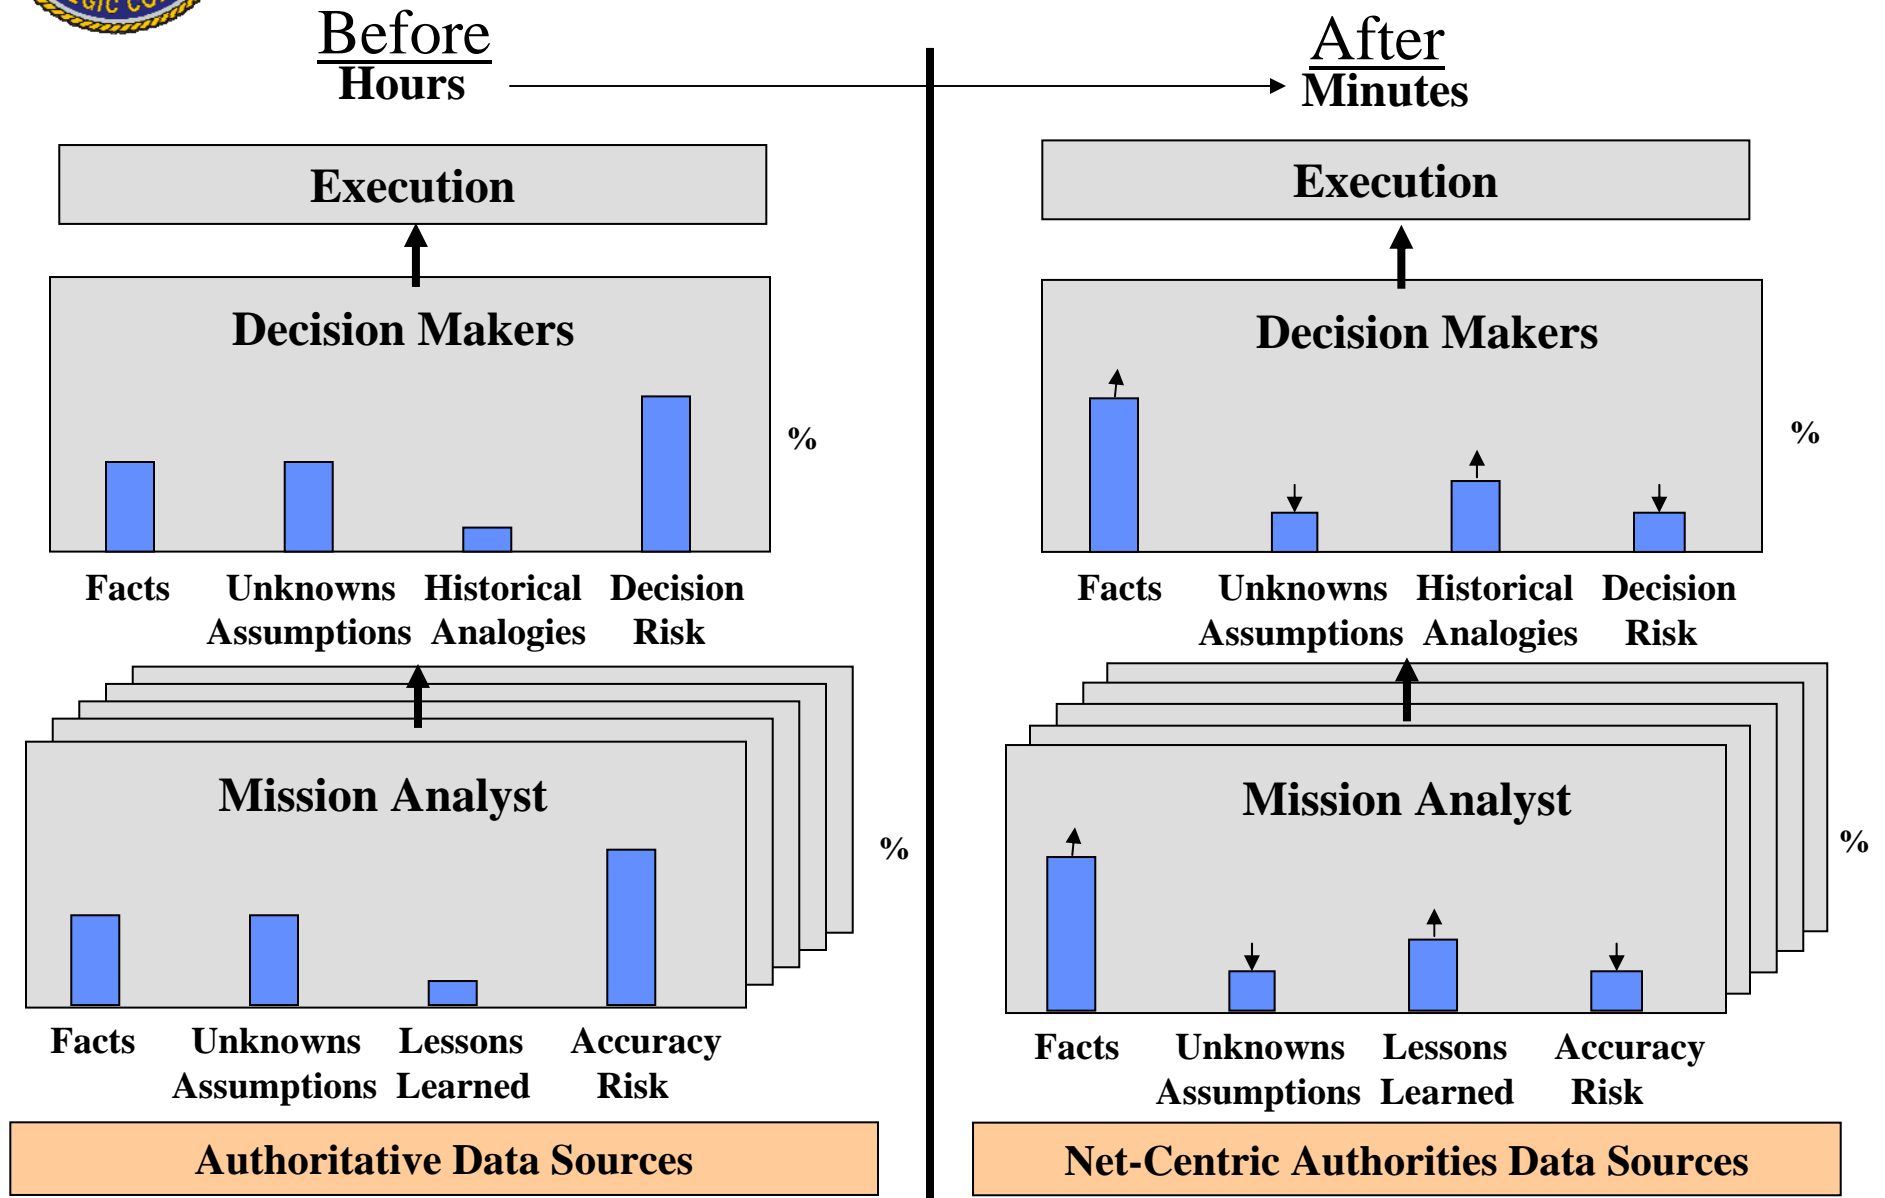 Before
Hours
Execution
Decision Makers
%
Facts Unknowns Historical Decision
Assumptions Analogies Risk
Mission Analyst
%
Facts Unknowns Lessons Accuracy
Assumptions Learned Risk
Authoritative Data Sources
After
Minutes
Execution
Decision Makers
%
Facts Unknowns Historical Decision
Assumptions Analogies Risk
Mission Analyst
%
Facts Unknowns Lessons Accuracy
Assumptions Learned Risk
Net-Centric Authorities Data Sources